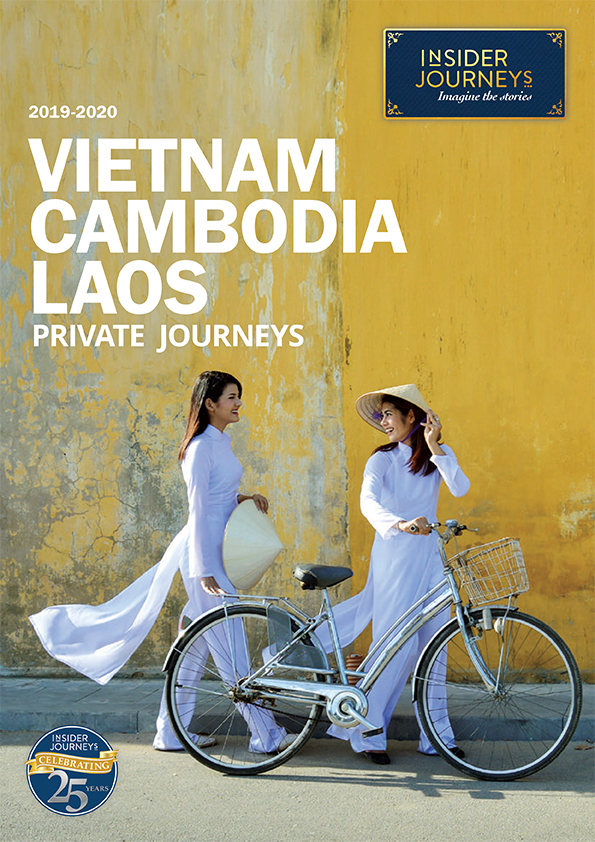 INSIDER
JOURNEYS
Imagine the stories
2019-2020
VIETNAM
CAMBODIA
LAOS
PRIVATE JOURNEYS
INSIDER
JOURNEYS
CELEBRATING
25 YEARS